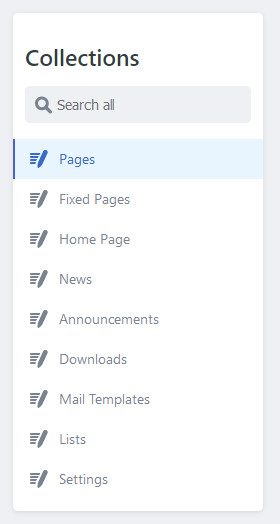 Collections
Search all
Pages
Fixed Pages
Home Page
News
Announcements
Downloads
Mail Templates
Lists
Settings